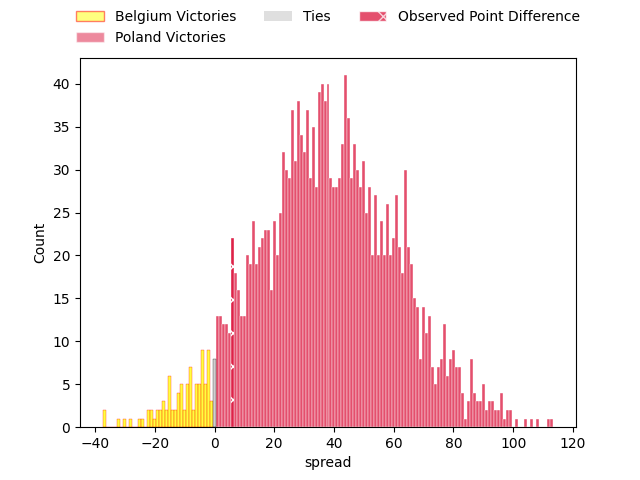 Belgium Victories
Ties
Observed Point Difference
Poland Victories
40
35
30
25
20
15
10
5
0
Count
−40 −20 0 20 40 60 80 100 120
spread